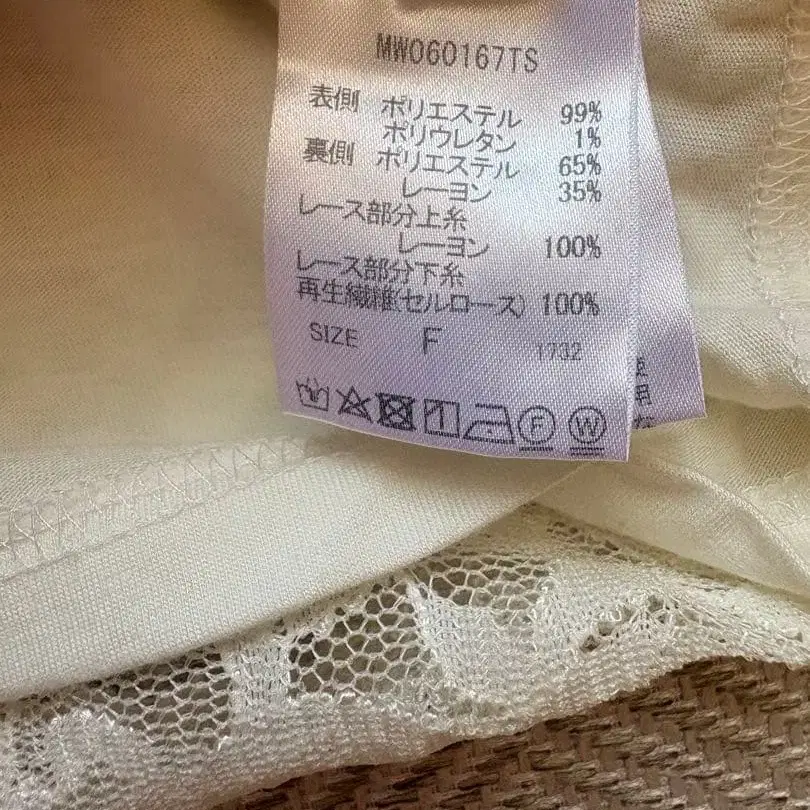 MW060167TS
表側 ポリエステル 99%
ポリウレタン 1%
裏側 ポリエステル 65%
レーヨン 35%
レース部分上糸
レーヨン 100%
レース部分下糸
再生繊維(セルロース) 100%
SIZE F 1732
F W
用